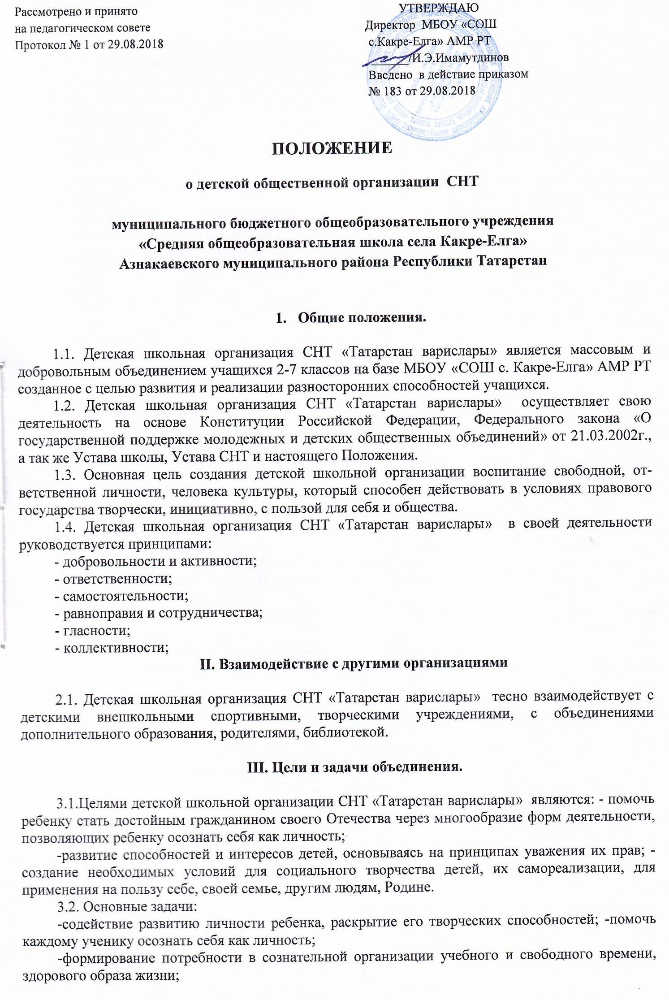 Рассмотрено и принято
на педагогическом совете
Протокол № 1 от 29.08.2018
УТВЕРЖДАЮ
Директор МБОУ «СОШ
с.Какре-Елга» АМР РТ
______/И.Э.Имамутдинов
Введено в действие приказом
№ 183 от 29.08.2018
ПОЛОЖЕНИЕ
о детской общественной организации СНТ
муниципального бюджетного общеобразовательного учреждения
«Средняя общеобразовательная школа села Какре-Елга»
Азнакаевского муниципального района Республики Татарстан
1. Общие положения.
1.1. Детская школьная организация СНТ «Татарстан варислары» является массовым и
добровольным объединением учащихся 2-7 классов на базе МБОУ «СОШ с. Какре-Елга» АМР РТ
созданное с целью развития и реализации разносторонних способностей учащихся.
1.2. Детская школьная организация СНТ «Татарстан варислары» осуществляет свою
деятельность на основе Конституции Российской Федерации, Федерального закона «О
государственной поддержке молодежных и детских общественных объединений» от 21.03.2002г.,
а так же Устава школы, Устава СНТ и настоящего Положения.
1.3. Основная цель создания детской школьной организации воспитание свободной, от-
ветственной личности, человека культуры, который способен действовать в условиях правового
государства творчески, инициативно, с пользой для себя и общества.
1.4. Детская школьная организация СНТ «Татарстан варислары» в своей деятельности
руководствуется принципами:
- добровольности и активности;
- ответственности;
- самостоятельности;
- равноправия и сотрудничества;
- гласности;
- коллективности;
II. Взаимодействие с другими организациями
2.1. Детская школьная организация СНТ «Татарстан варислары» тесно взаимодействует с
детскими внешкольными спортивными, творческими учреждениями, с объединениями
дополнительного образования, родителями, библиотекой.
III. Цели и задачи объединения.
3.1.Целями детской школьной организации СНТ «Татарстан варислары» являются: - помочь
ребенку стать достойным гражданином своего Отечества через многообразие форм деятельности,
позволяющих ребенку осознать себя как личность;
-развитие способностей и интересов детей, основываясь на принципах уважения их прав; -
создание необходимых условий для социального творчества детей, их самореализации, для
применения на пользу себе, своей семье, другим людям, Родине.
3.2. Основные задачи:
-содействие развитию личности ребенка, раскрытие его творческих способностей; -помочь
каждому ученику осознать себя как личность;
-формирование потребности в сознательной организации учебного и свободного времени,
здорового образа жизни;